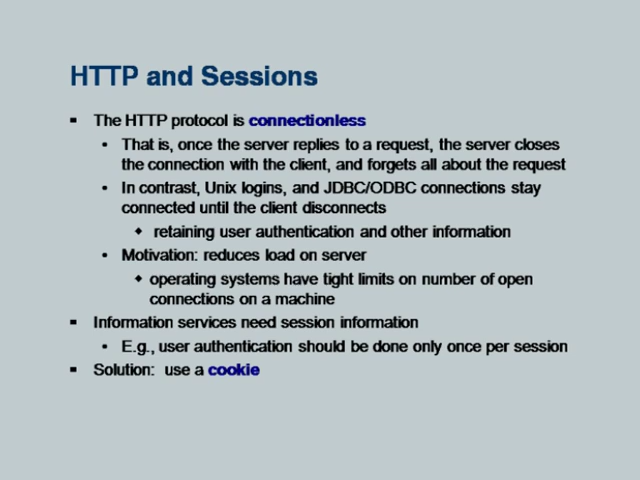 HTTP and Sessions
▪ The HTTP protocol is connectionless
• That is, once the server replies to a request, the server closes
the connection with the client, and forgets all about the request
• In contrast, Unix logins, and JDBC/ODBC connections stay
connected until the client disconnects
◆ retaining user authentication and other information
• Motivation: reduces load on server
◆ operating systems have tight limits on number of open
connections on a machine
▪ Information services need session information
• E.g., user authentication should be done only once per session
▪ Solution: use a cookie